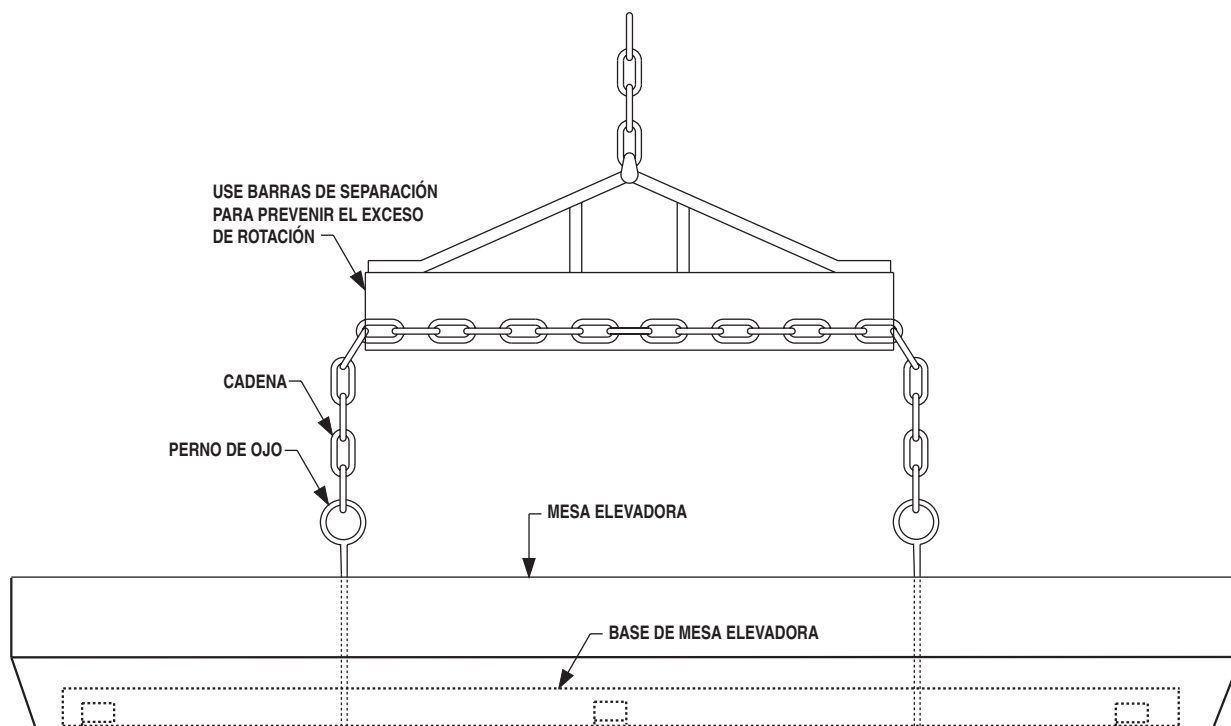 USE BARRAS DE SEPARACIÓN
PARA PREVENIR EL EXCESO
DE ROTACIÓN
CADENA
PERNO DE OJO
MESA ELEVADORA
BASE DE MESA ELEVADORA